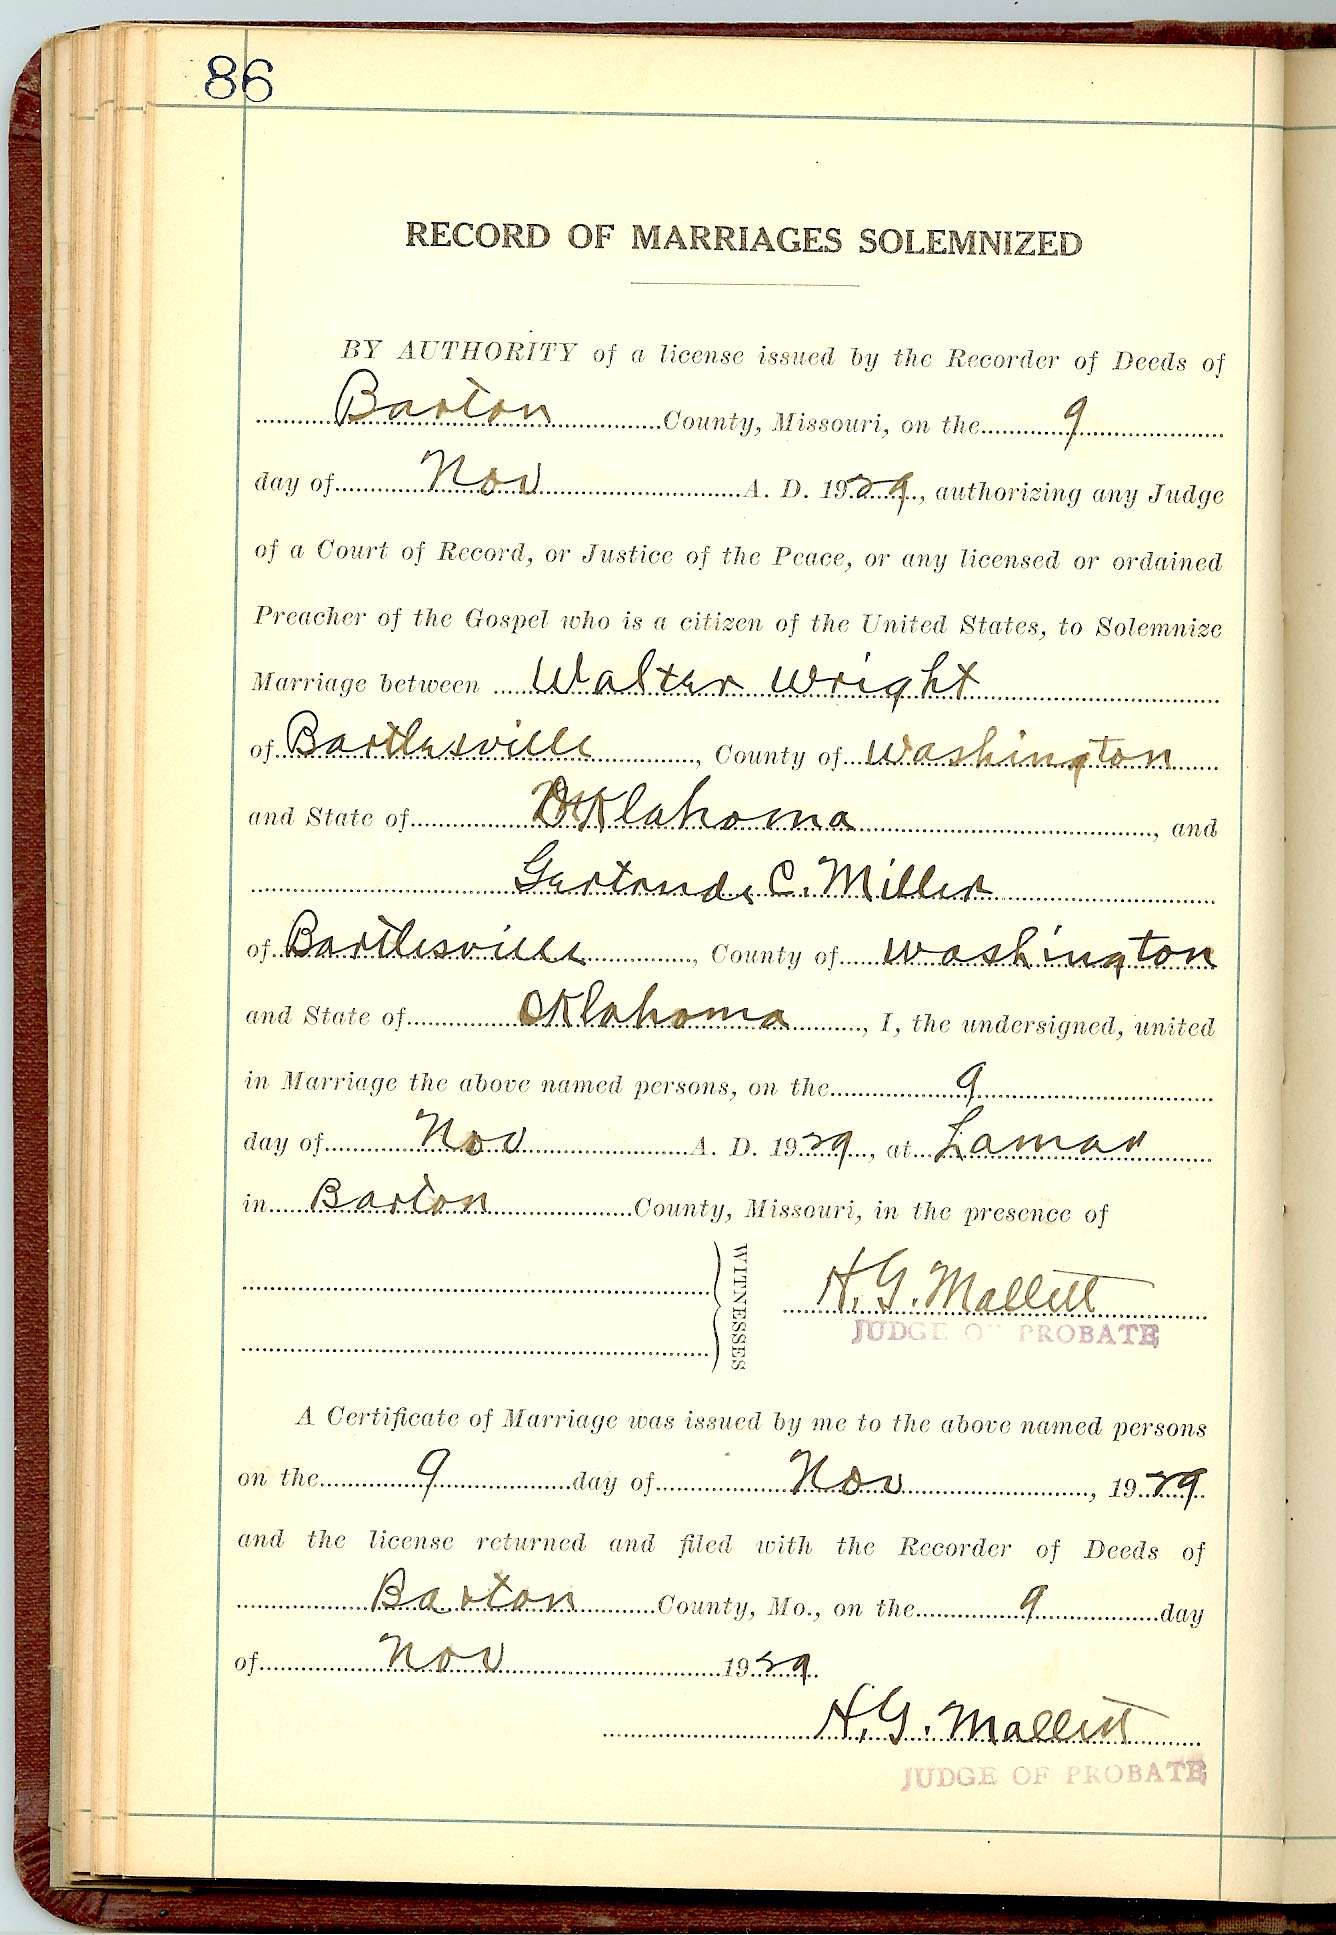 86
RECORD OF MARRIAGES SOLEMNIZED
BY AUTHORITY of a license issued by the Recorder of Deeds of
Barton County, Missouri, on the 9
day of Nov A. D. 1929, authorizing any Judge
of a Court of Record, or Justice of the Peace, or any licensed or ordained
Preacher of the Gospel who is a citizen of the United States, to Solemnize
Marriage between Walter Wright
of Bartlesville, County of Washington
and State of Oklahoma, and
Gertrude C. Miller
of Bartlesville, County of Washington
and State of Oklahoma, I, the undersigned, united
in Marriage the above named persons, on the 9
day of Nov A. D. 1929, at Lamar
in Barton County, Missouri, in the presence of
WITNESSES
H. G. Mallett
JUDGE OF PROBATE
A Certificate of Marriage was issued by me to the above named persons
on the 9 day of Nov, 1929
and the license returned and filed with the Recorder of Deeds of
Barton County, Mo., on the 9 day
of Nov 1929.
H. G. Mallett
JUDGE OF PROBATE